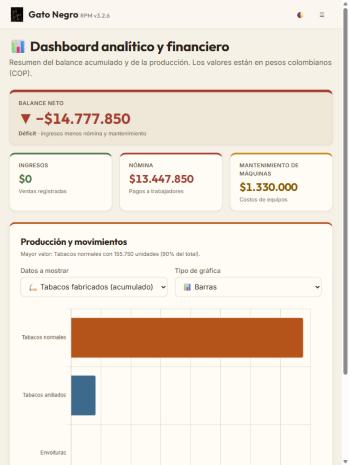 Gato Negro RPM v3.2.6
Dashboard analítico y financiero
Resumen del balance acumulado y de la producción. Los valores están en pesos colombianos
(COP).
BALANCE NETO
▼ −$14.777.850
Déficit · ingresos menos nómina y mantenimiento
INGRESOS
$0
Ventas registradas
NÓMINA
$13.447.850
Pagos a trabajadores
MANTENIMIENTO DE
MÁQUINAS
$1.330.000
Costos de equipos
Producción y movimientos
Mayor valor: Tabacos normales con 155.750 unidades (90% del total).
Datos a mostrar
Tabacos fabricados (acumulado)
Tipo de gráfica
Barras
Tabacos normales
Tabacos anillados
Envolturas